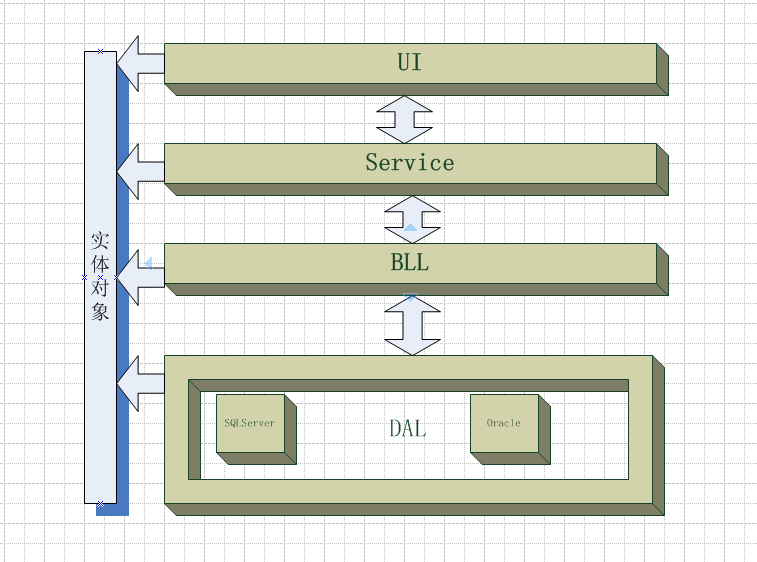 UI
Service
BLL
实体对象
SQLServer
DAL
Oracle